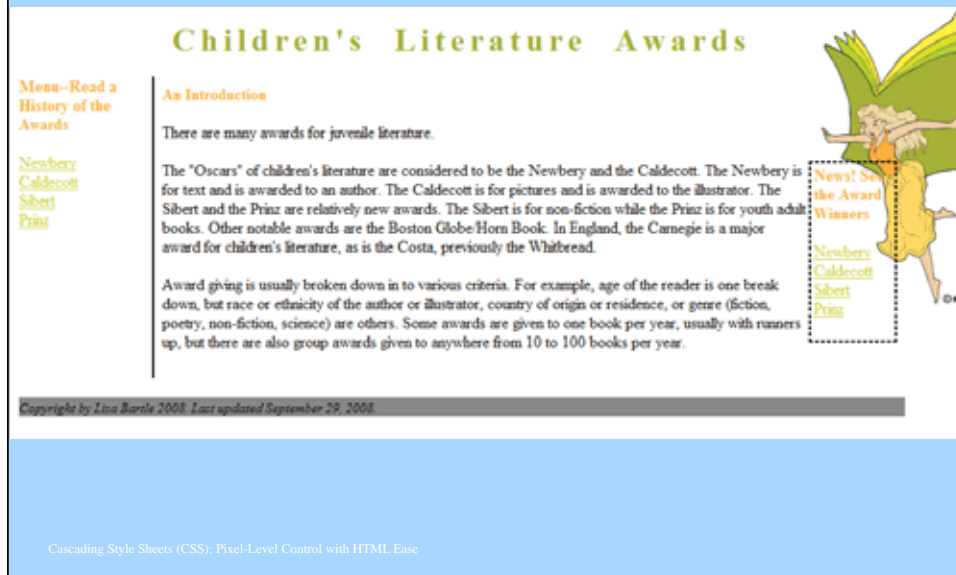 Children's Literature Awards
Menu--Read a
History of the
Awards
Newbery
Caldecott
Sibert
Prinz
An Introduction
There are many awards for juvenile literature.
The "Oscars" of children's literature are considered to be the Newbery and the Caldecott. The Newbery is
for text and is awarded to an author. The Caldecott is for pictures and is awarded to the illustrator. The
Sibert and the Prinz are relatively new awards. The Sibert is for non-fiction while the Prinz is for youth adult
books. Other notable awards are the Boston Globe/Horn Book. In England, the Carnegie is a major
award for children's literature, as is the Costa, previously the Whitbread.
Award giving is usually broken down in to various criteria. For example, age of the reader is one break
down, but race or ethnicity of the author or illustrator, country of origin or residence, or genre (fiction,
poetry, non-fiction, science) are others. Some awards are given to one book per year, usually with runners
up, but there are also group awards given to anywhere from 10 to 100 books per year.
News! See
the Award
Winners
Newbery
Caldecott
Sibert
Prinz
Copyright by Lisa Bartle 2008. Last updated September 29, 2008.
Cascading Style Sheets (CSS): Pixel-Level Control with HTML Ease